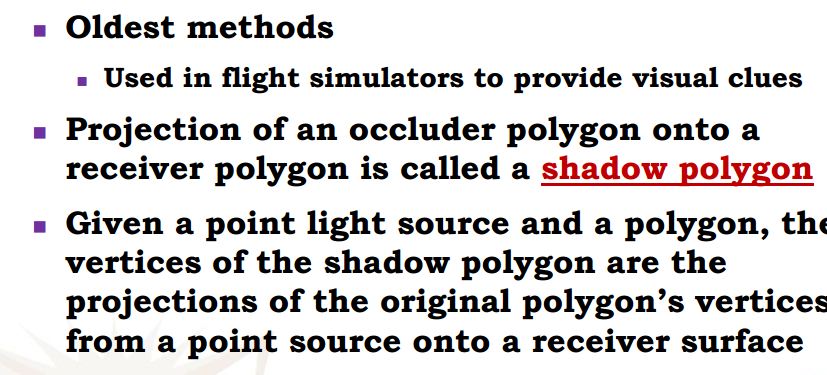 Oldest methods
Used in flight simulators to provide visual clues
Projection of an occluder polygon onto a
receiver polygon is called a shadow polygon
Given a point light source and a polygon, the
vertices of the shadow polygon are the
projections of the original polygon’s vertices
from a point source onto a receiver surface